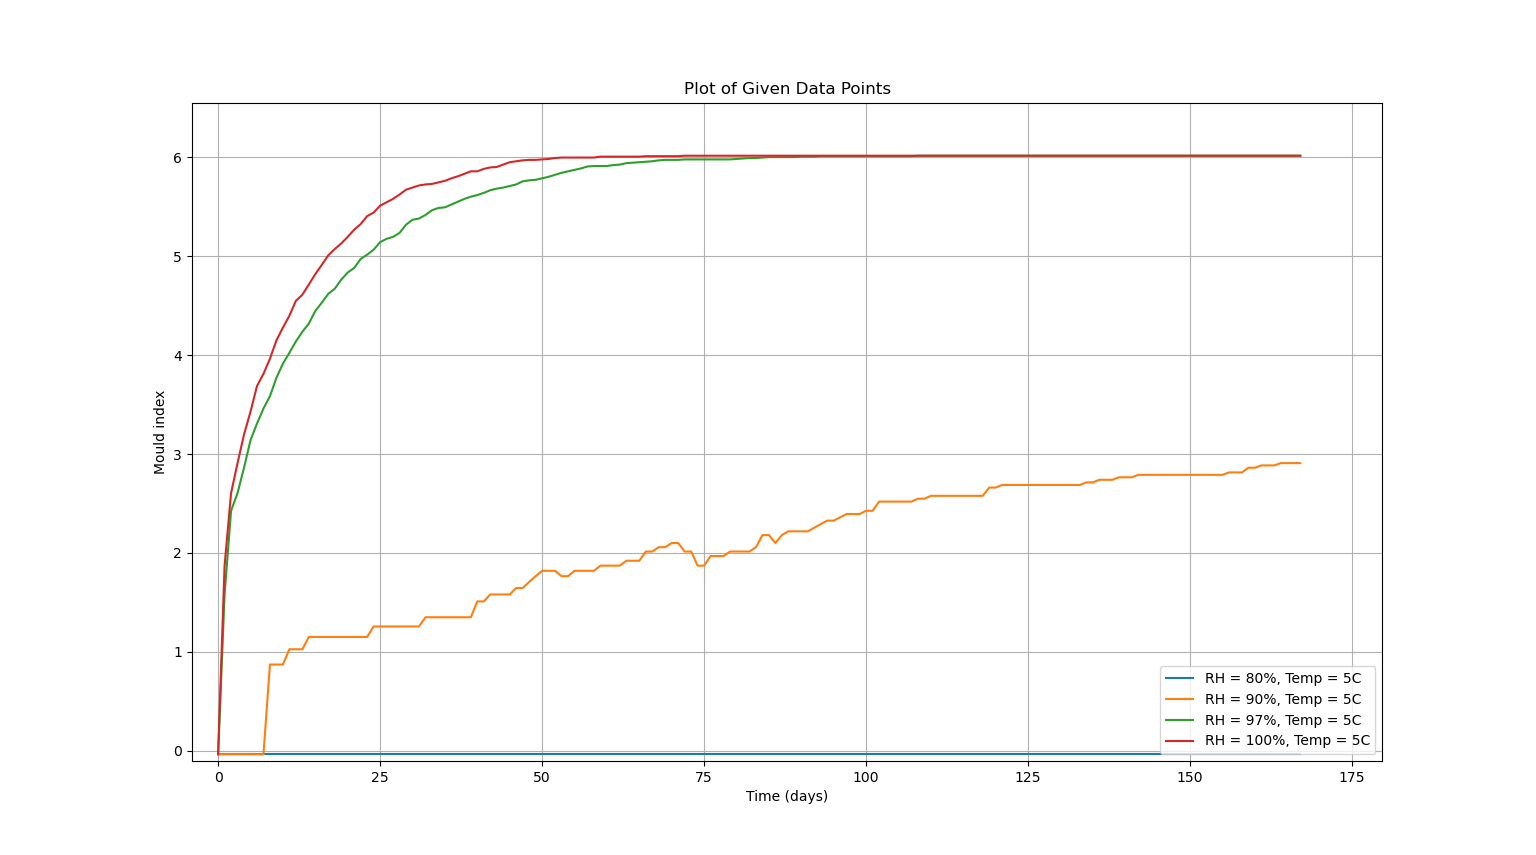 Plot of Given Data Points
Mould index
6
5
4
3
2
1
0
RH = 80%, Temp = 5C
RH = 90%, Temp = 5C
RH = 97%, Temp = 5C
RH = 100%, Temp = 5C
0 25 50 75 100 125 150 175
Time (days)